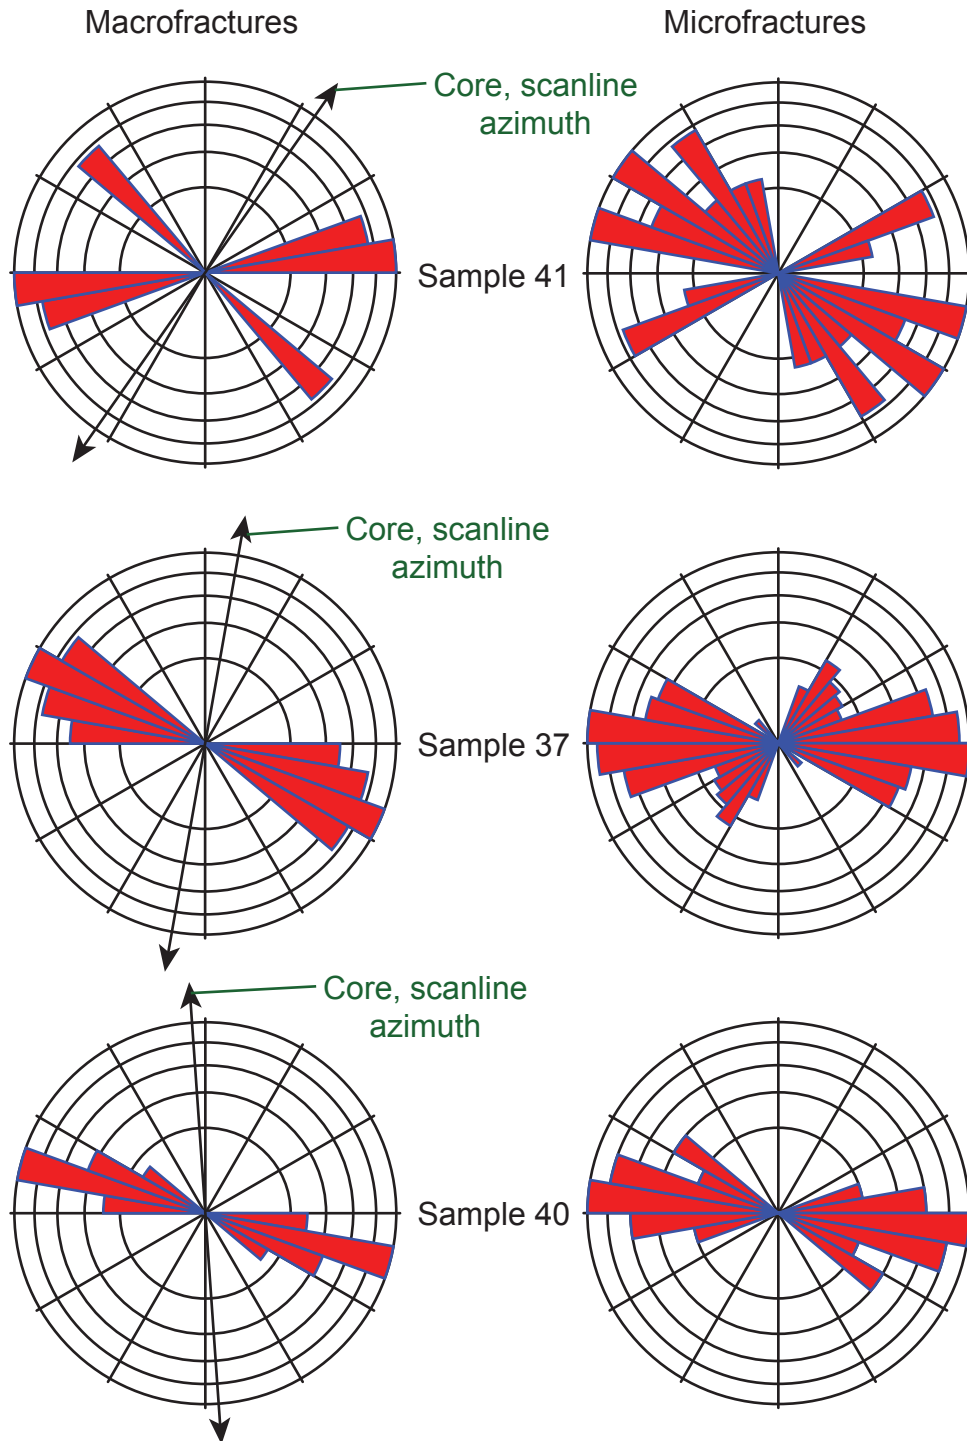 Macrofractures
Microfractures
Core, scanline
azimuth
Sample 41
Core, scanline
azimuth
Sample 37
Core, scanline
azimuth
Sample 40